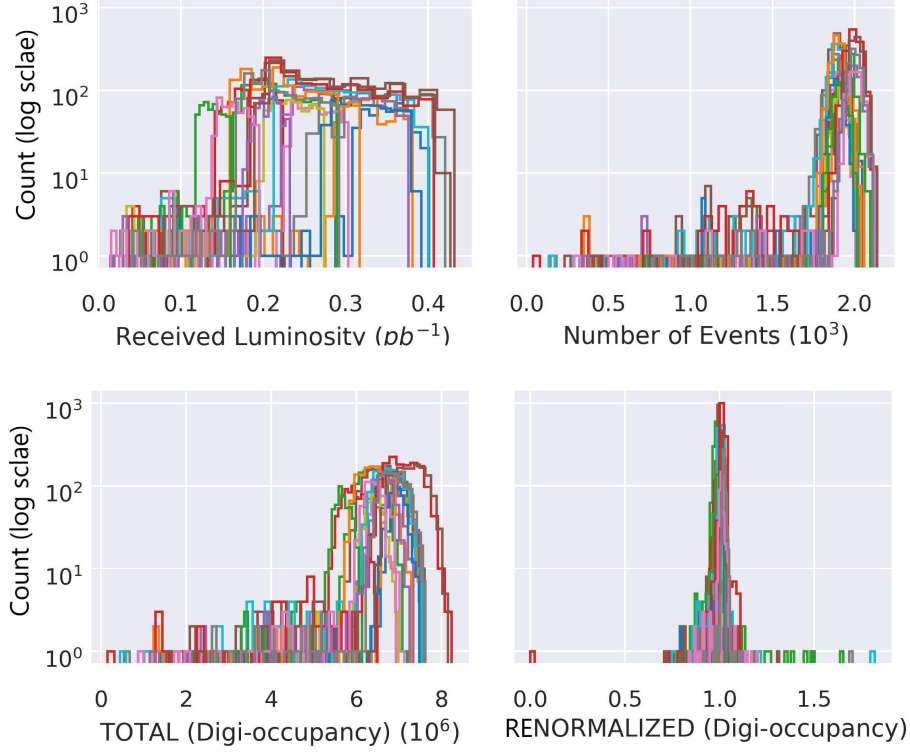 10³
10²
10¹
10⁰
Count (log sclae)
0.0 0.1 0.2 0.3 0.4
Received Luminosity (pb⁻¹)
0.5 1.0 1.5 2.0
Number of Events (10³)
10³
10²
10¹
10⁰
Count (log sclae)
0 2 4 6 8
TOTAL (Digi-occupancy) (10⁶)
0.0 0.5 1.0 1.5
RENORMALIZED (Digi-occupancy)